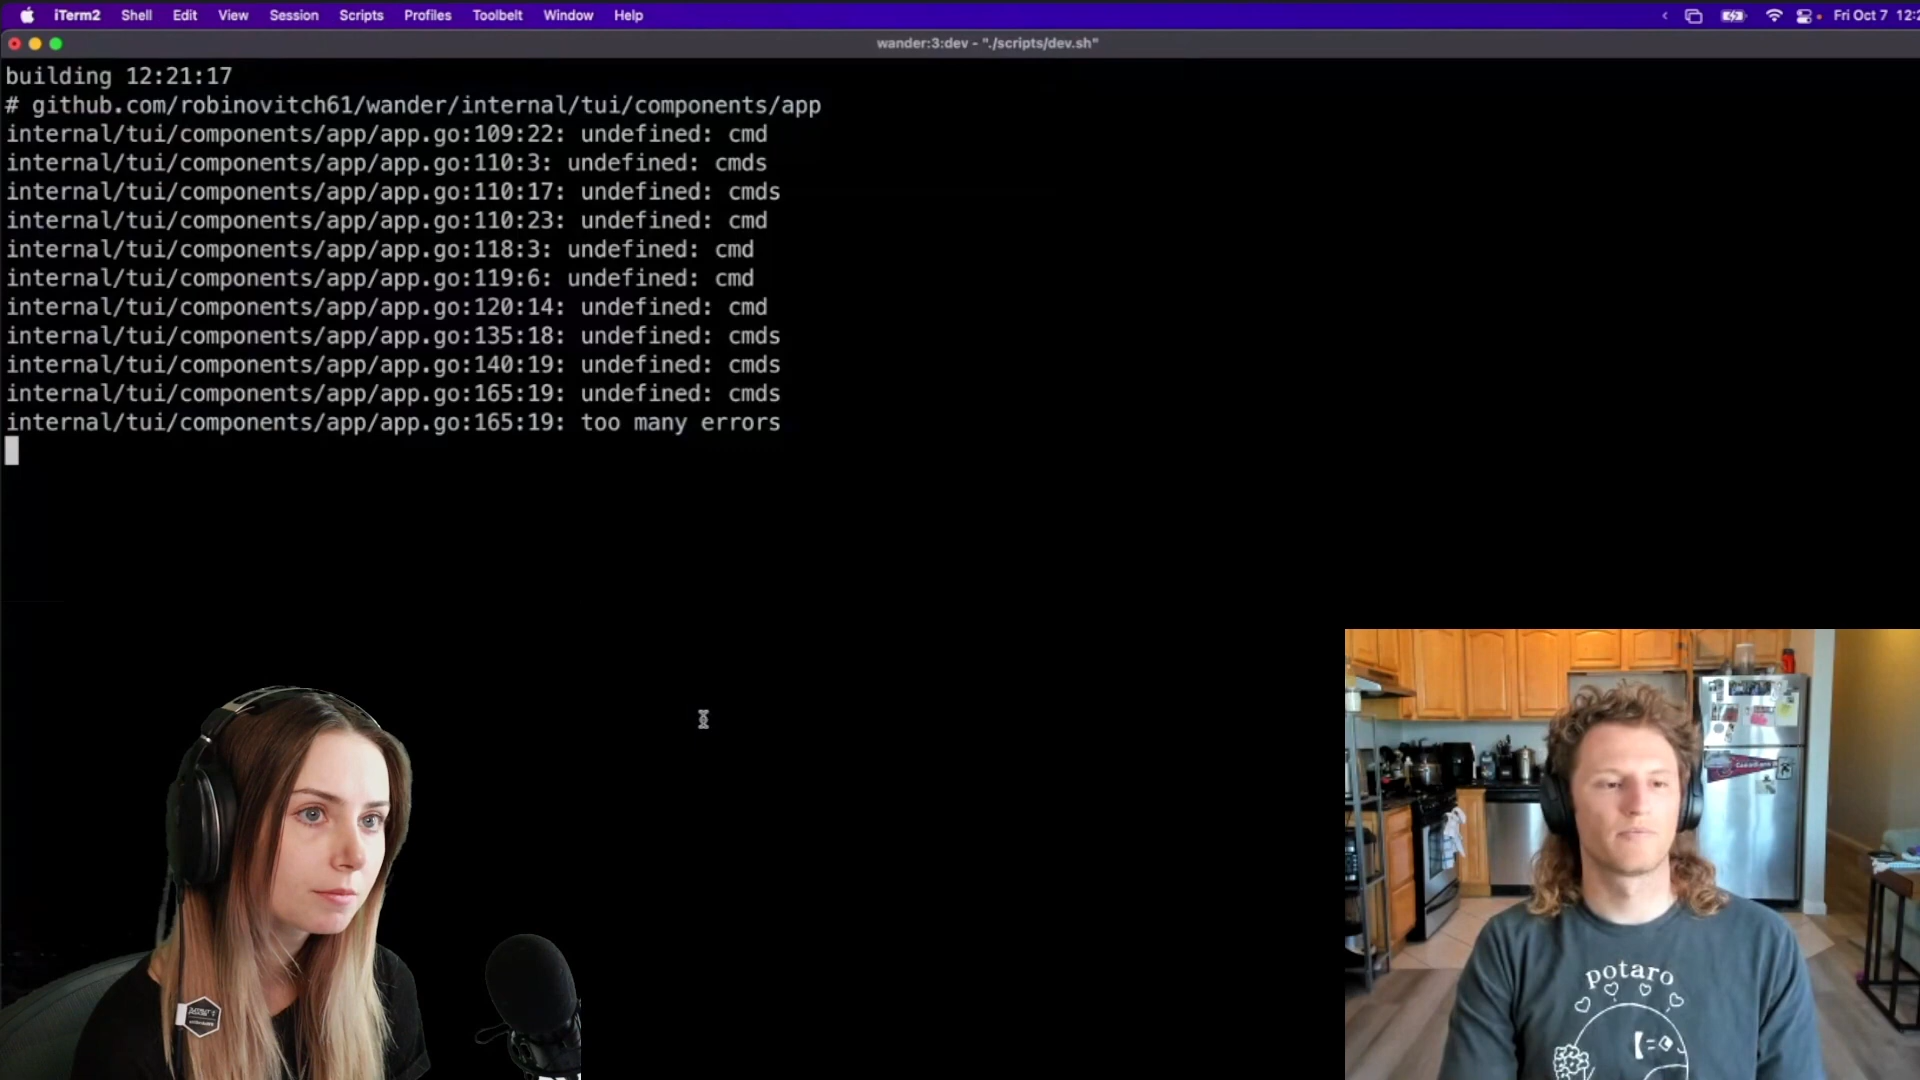 iTerm2 Shell Edit View Session Scripts Profiles Toolbelt Window Help Fri Oct 7 12:2
wander:3:dev - "./scripts/dev.sh"
building 12:21:17
# github.com/robinovitch61/wander/internal/tui/components/app
internal/tui/components/app/app.go:109:22: undefined: cmd
internal/tui/components/app/app.go:110:3: undefined: cmds
internal/tui/components/app/app.go:110:17: undefined: cmds
internal/tui/components/app/app.go:110:23: undefined: cmd
internal/tui/components/app/app.go:118:3: undefined: cmd
internal/tui/components/app/app.go:119:6: undefined: cmd
internal/tui/components/app/app.go:120:14: undefined: cmd
internal/tui/components/app/app.go:135:18: undefined: cmds
internal/tui/components/app/app.go:140:19: undefined: cmds
internal/tui/components/app/app.go:165:19: undefined: cmds
internal/tui/components/app/app.go:165:19: too many errors
potaro